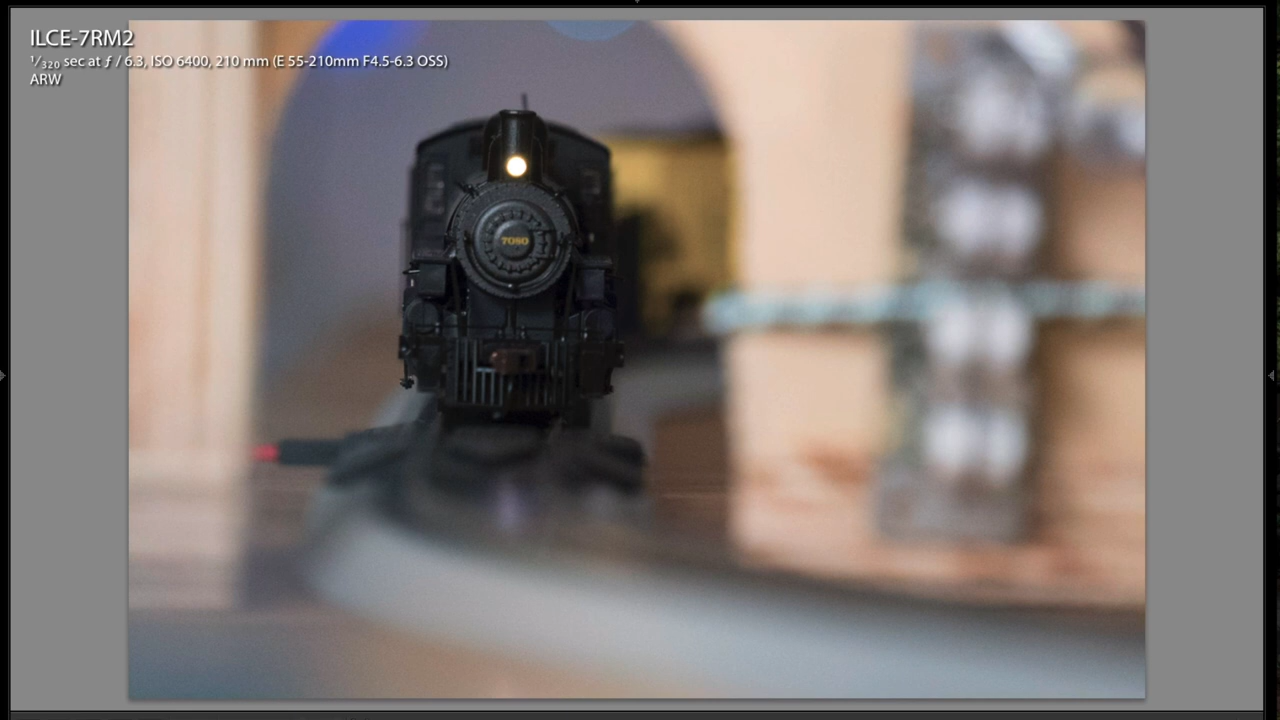 ILCE-7RM2
1/320 sec at ƒ / 6.3, ISO 6400, 210 mm (E 55-210mm F4.5-6.3 OSS)
ARW
7080